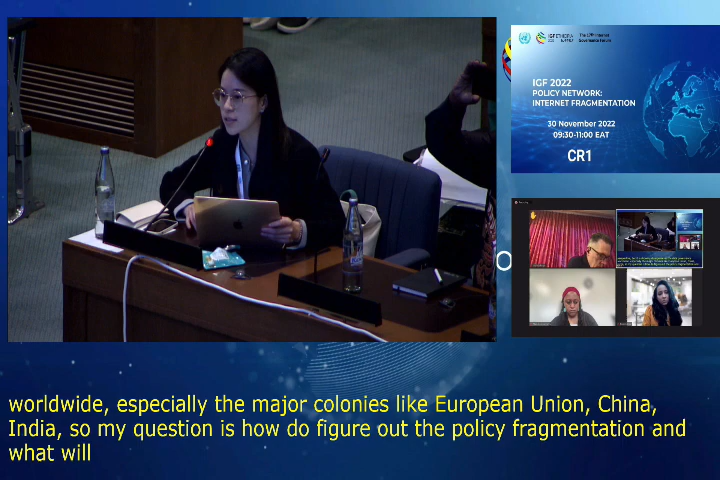 IGF 2022
POLICY NETWORK:
INTERNET FRAGMENTATION
30 November 2022
09:30-11:00 EAT
CR1
worldwide, especially the major colonies like European Union, China,
India, so my question is how do figure out the policy fragmentation and
what will